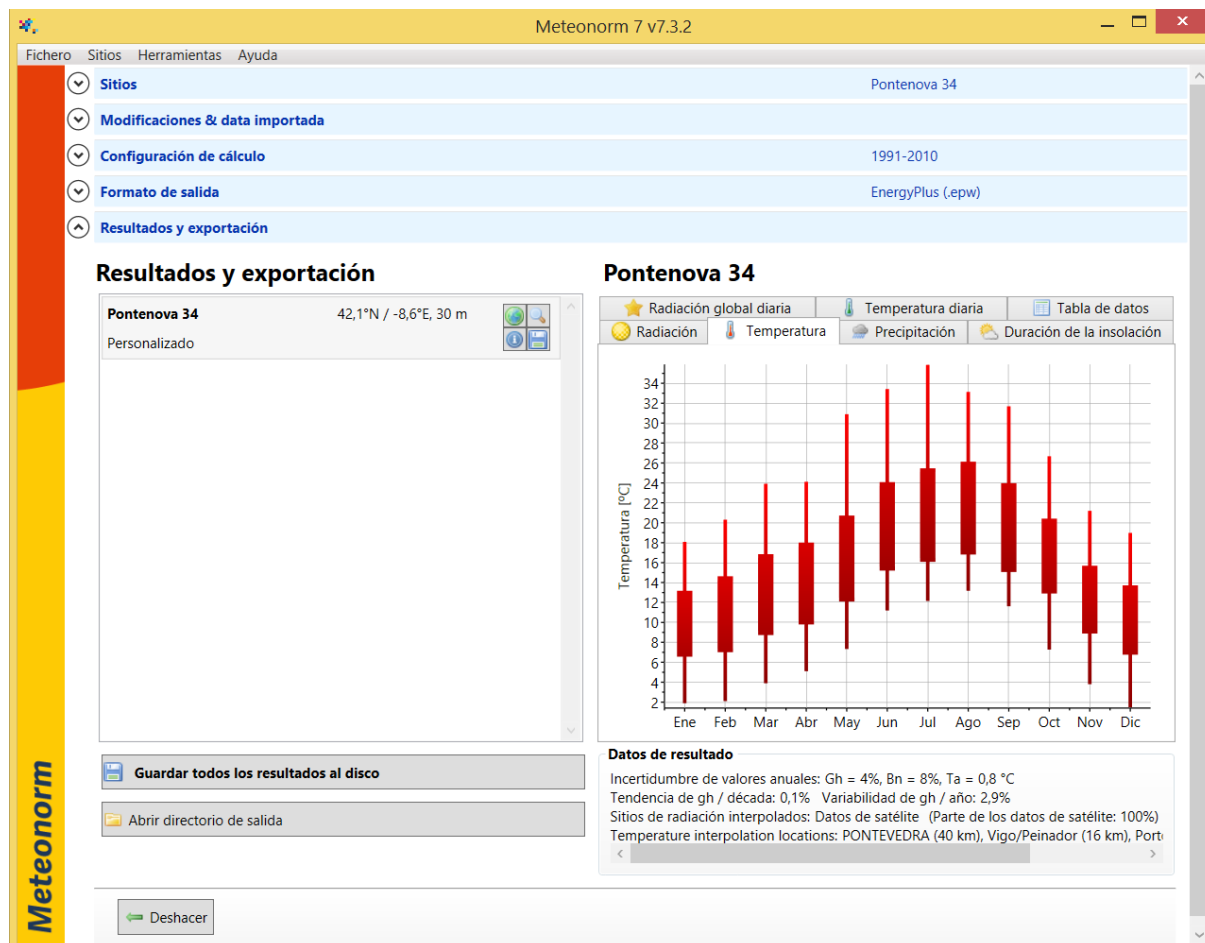 Meteonorm 7 v7.3.2
Fichero Sitios Herramientas Ayuda
Sitios Pontenova 34
Modificaciones & data importada
Configuración de cálculo 1991-2010
Formato de salida EnergyPlus (.epw)
Resultados y exportación
Resultados y exportación
Pontenova 34 42,1°N / -8,6°E, 30 m
Personalizado
Guardar todos los resultados al disco
Abrir directorio de salida
Deshacer
Pontenova 34
Radiación global diaria Temperatura diaria Tabla de datos
Radiación Temperatura Precipitación Duración de la insolación
Temperatura [ºC]
34
32
30
28
26
24
22
20
18
16
14
12
10
8
6
4
2
Ene Feb Mar Abr May Jun Jul Ago Sep Oct Nov Dic
Datos de resultado
Incertidumbre de valores anuales: Gh = 4%, Bn = 8%, Ta = 0,8 °C
Tendencia de gh / década: 0,1% Variabilidad de gh / año: 2,9%
Sitios de radiación interpolados: Datos de satélite (Parte de los datos de satélite: 100%)
Temperature interpolation locations: PONTEVEDRA (40 km), Vigo/Peinador (16 km),
Meteonorm